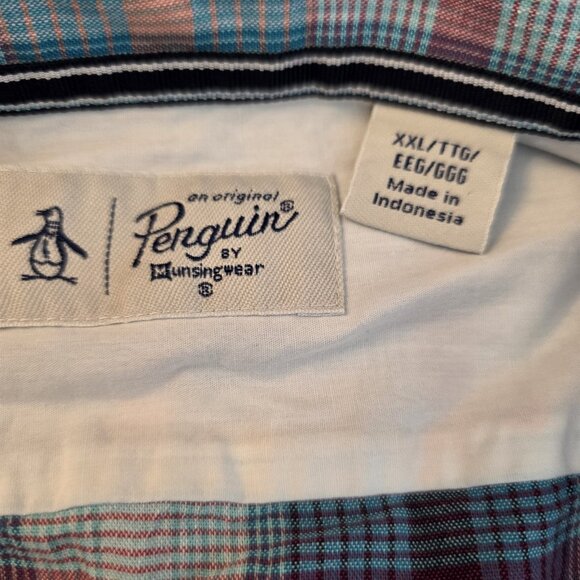 an original
Penguin®
BY
Munsingwear
®
XXL/TTG/
EEG/GGG
Made in
Indonesia